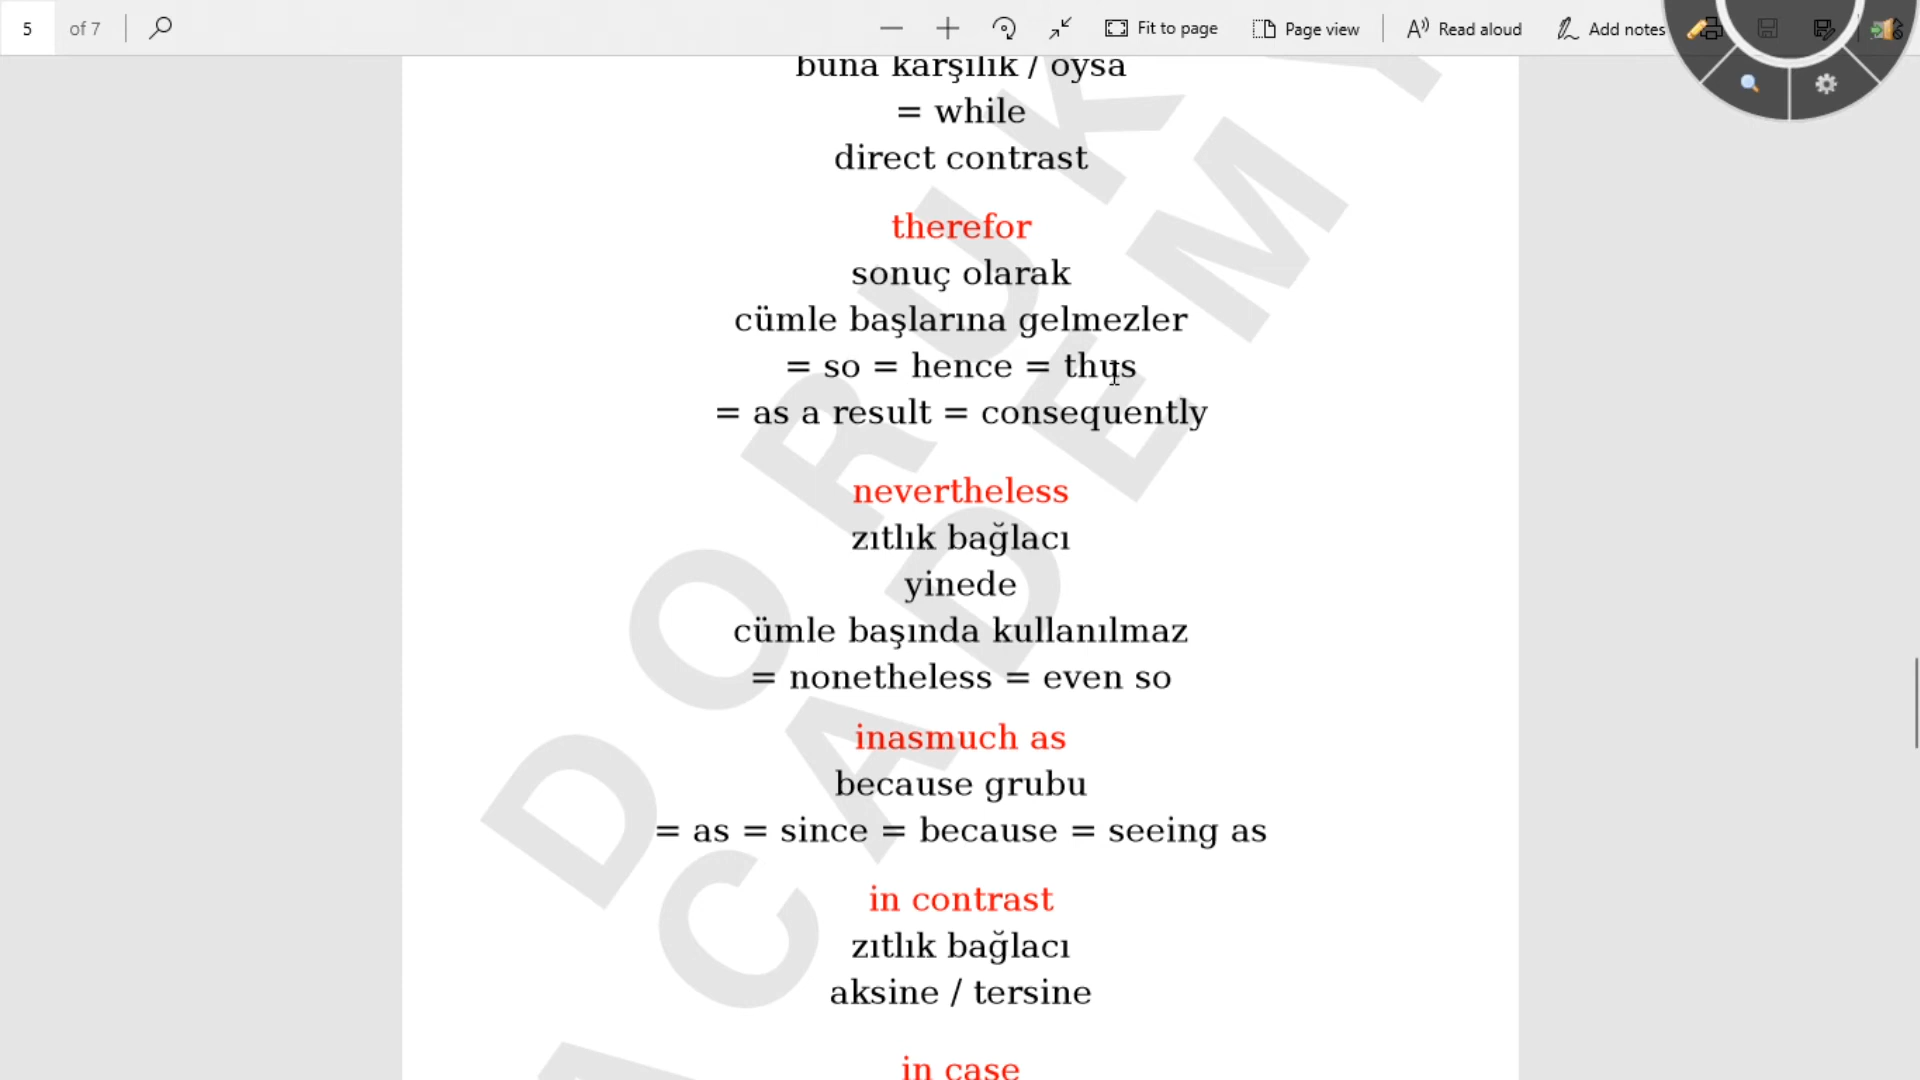 5 of 7 Fit to page Page view Read aloud Add notes
buna karşılık / oysa
= while
direct contrast
therefor
sonuç olarak
cümle başlarına gelmezler
= so = hence = thus
= as a result = consequently
nevertheless
zıtlık bağlacı
yinede
cümle başında kullanılmaz
= nonetheless = even so
inasmuch as
because grubu
= as = since = because = seeing as
in contrast
zıtlık bağlacı
aksine / tersine
in case
DORUK
ACADEMY